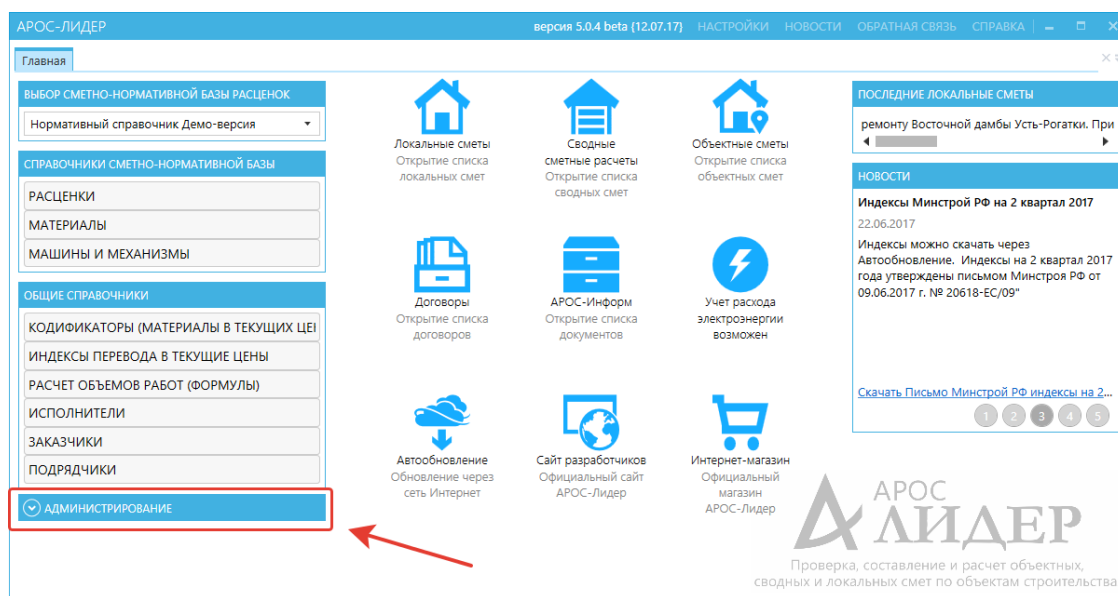 АРОС-ЛИДЕР
версия 5.0.4 beta {12.07.17} НАСТРОЙКИ НОВОСТИ ОБРАТНАЯ СВЯЗЬ СПРАВКА
Главная
ВЫБОР СМЕТНО-НОРМАТИВНОЙ БАЗЫ РАСЦЕНОК
Нормативный справочник Демо-версия
СПРАВОЧНИКИ СМЕТНО-НОРМАТИВНОЙ БАЗЫ
РАСЦЕНКИ
МАТЕРИАЛЫ
МАШИНЫ И МЕХАНИЗМЫ
ОБЩИЕ СПРАВОЧНИКИ
КОДИФИКАТОРЫ (МАТЕРИАЛЫ В ТЕКУЩИХ ЦЕІ
ИНДЕКСЫ ПЕРЕВОДА В ТЕКУЩИЕ ЦЕНЫ
РАСЧЕТ ОБЪЕМОВ РАБОТ (ФОРМУЛЫ)
ИСПОЛНИТЕЛИ
ЗАКАЗЧИКИ
ПОДРЯДЧИКИ
АДМИНИСТРИРОВАНИЕ
Локальные сметы
Открытие списка
локальных смет
Сводные
сметные расчеты
Открытие списка
сводных смет
Объектные сметы
Открытие списка
объектных смет
Договоры
Открытие списка
договоров
АРОС-Информ
Открытие списка
документов
Учет расхода
электроэнергии
возможен
Автообновление
Обновление через
сеть Интернет
Сайт разработчиков
Официальный сайт
АРОС-Лидер
Интернет-магазин
Официальный
магазин
АРОС-Лидер
ПОСЛЕДНИЕ ЛОКАЛЬНЫЕ СМЕТЫ
ремонту Восточной дамбы Усть-Рогатки. При
НОВОСТИ
Индексы Минстрой РФ на 2 квартал 2017
22.06.2017
Индексы можно скачать через
Автообновление. Индексы на 2 квартал 2017
года утверждены письмом Минстроя РФ от
09.06.2017 г. № 20618-ЕС/09"
Скачать Письмо Минстрой РФ индексы на 2...
1 2 3 4 5
АРОС
ЛИДЕР
Проверка, составление и расчет объектных,
сводных и локальных смет по объектам строительства